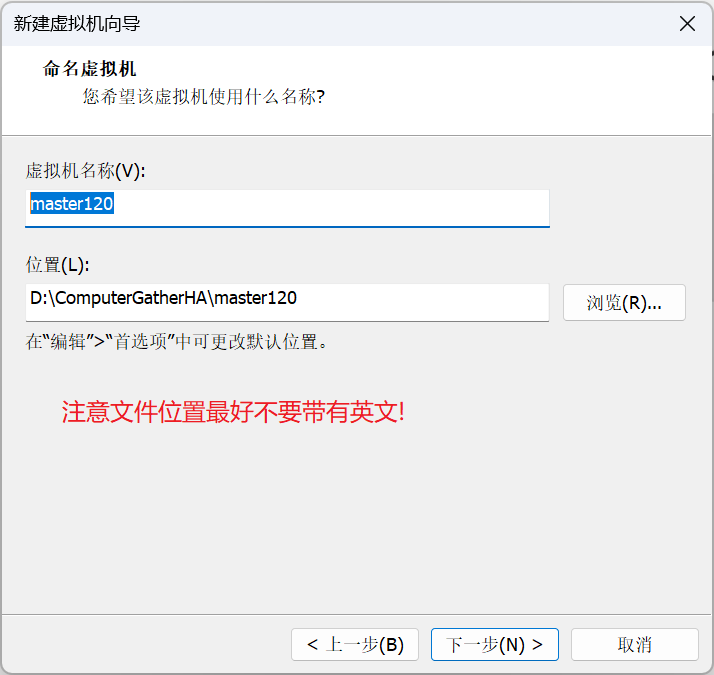 新建虚拟机向导
命名虚拟机
您希望该虚拟机使用什么名称?
虚拟机名称(V):
master120
位置(L):
D:\ComputerGatherHA\master120
浏览(R)...
在“编辑”>“首选项”中可更改默认位置。
注意文件位置最好不要带有英文!
< 上一步(B)
下一步(N) >
取消